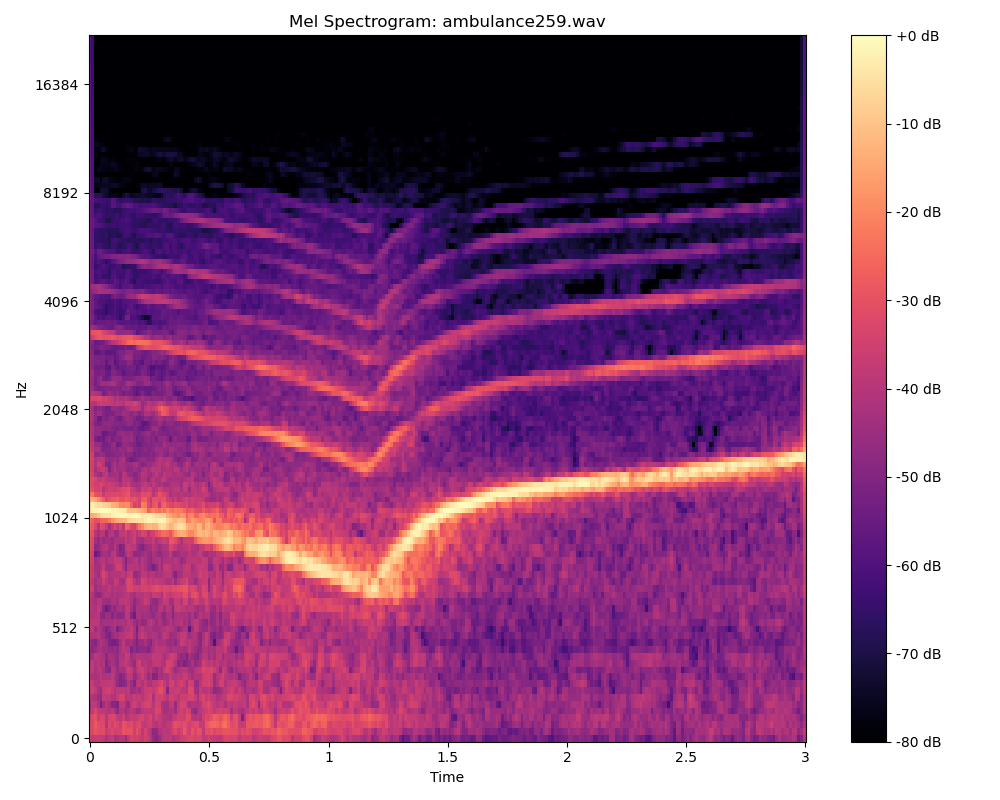 Mel Spectrogram: ambulance259.wav
+0 dB
16384
-10 dB
8192
-20 dB
4096
-30 dB
Hz
2048
-40 dB
-50 dB
1024
-60 dB
512
-70 dB
0
-80 dB
0 0.5 1 1.5 2 2.5 3
Time